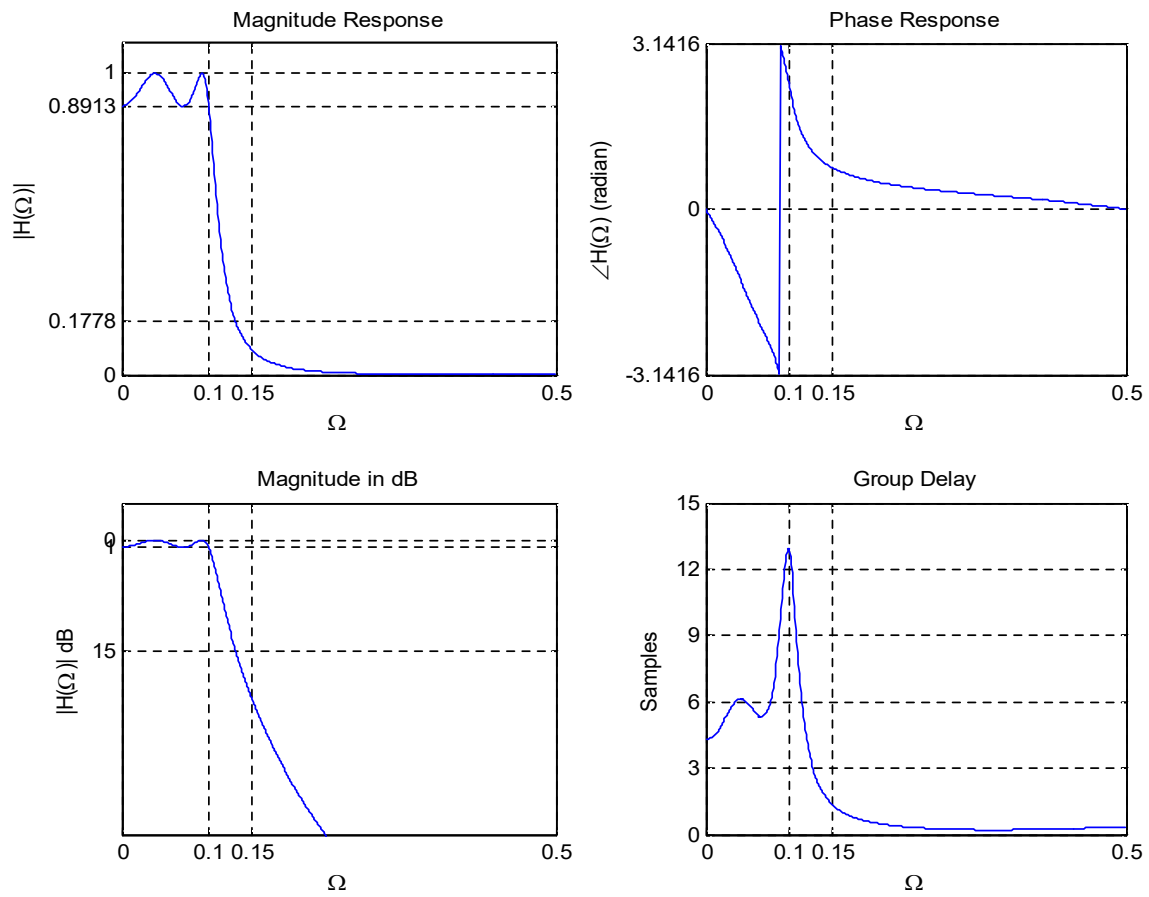 Magnitude Response
1
0.8913
|H(Ω)|
0.1778
0
0 0.1 0.15 0.5
Ω
Phase Response
3.1416
∠H(Ω) (radian)
0
-3.1416
0 0.1 0.15 0.5
Ω
Magnitude in dB
0
1
|H(Ω)| dB
15
0 0.1 0.15 0.5
Ω
Group Delay
15
12
9
Samples
6
3
0
0 0.1 0.15 0.5
Ω